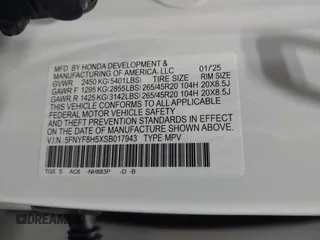 MFD. BY HONDA DEVELOPMENT & 01/'25
MANUFACTURING OF AMERICA, LLC
GVWR 2450 KG(5401LBS) TIRE SIZE RIM SIZE
GAWR F 1295 KG(2855LBS) 265/45R20 104H 20X8.5J
GAWR R 1425 KG(3142LBS) 265/45R20 104H 20X8.5J
THIS VEHICLE CONFORMS TO ALL APPLICABLE
FEDERAL MOTOR VEHICLE SAFETY AND
THEFT PREVENTION STANDARDS IN EFFECT ON
THE DATE OF MANUFACTURE SHOWN ABOVE.
V.I.N. 5FNYF8H5XSB017943 TYPE:MPV
TGS S AC6 -NH883P -D -B